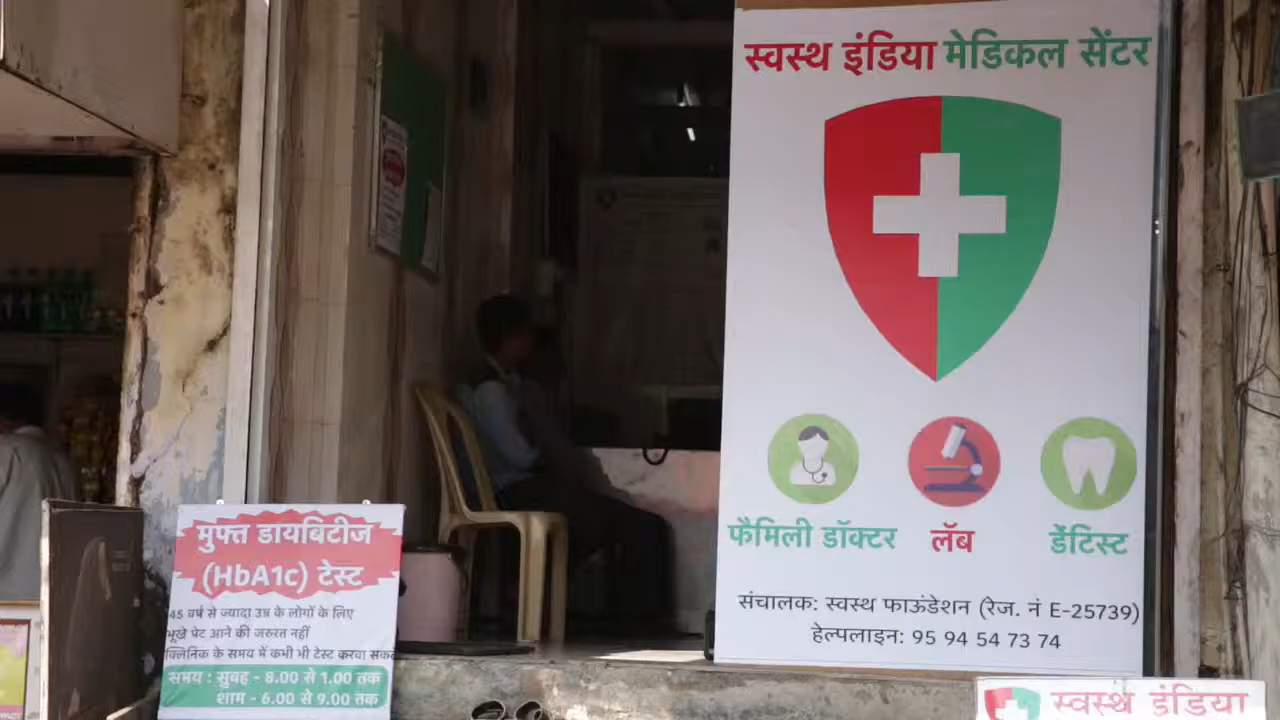 स्वस्थ इंडिया मेडिकल सेंटर
फॅमिली डॉक्टर
लॅब
डेंटिस्ट
संचालक: स्वस्थ फाऊंडेशन (रेज. नं E-25739)
हेल्पलाइन: 95 94 54 73 74
मुफ्त डायबिटीज
(HbA1c) टेस्ट
45 वर्ष से ज्यादा उम्र के लोगों के लिए
भूखे पेट आने की जरुरत नहीं
क्लिनिक के समय में कभी भी टेस्ट करवा
समय : सुबह - 8.00 से 1.00 तक
शाम - 6.00 से 9.00 तक
स्वस्थ इंडिया